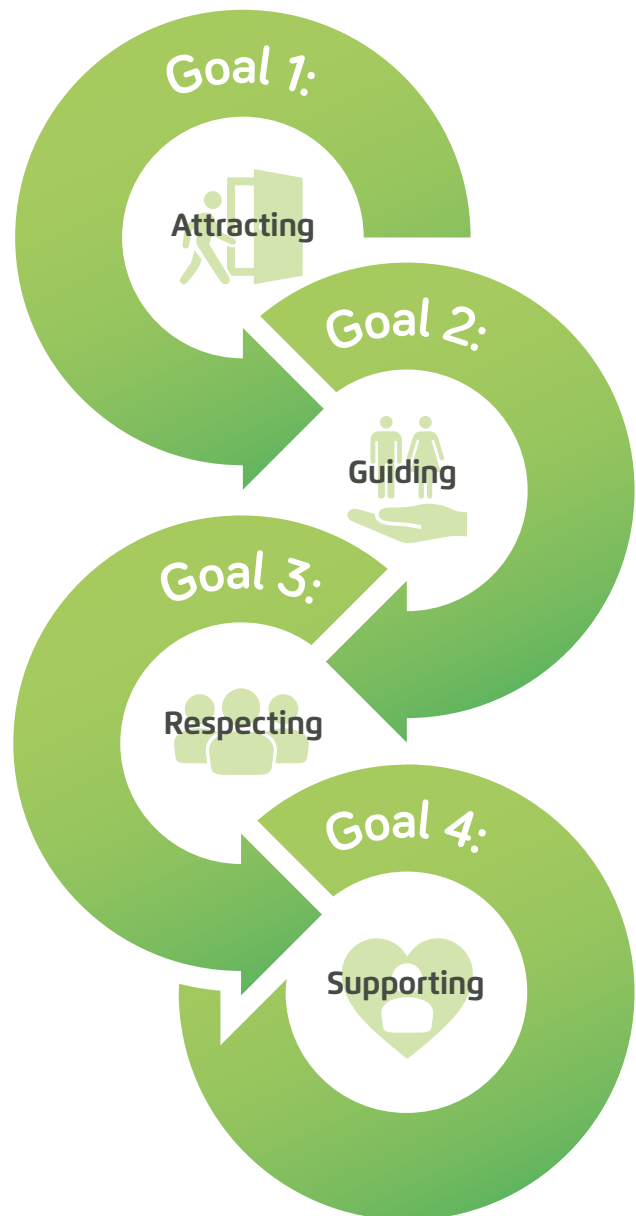 Goal 1:
Attracting
Goal 2:
Guiding
Goal 3:
Respecting
Goal 4:
Supporting